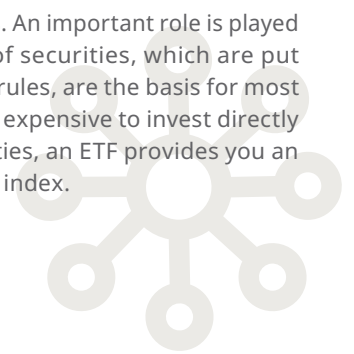 . An important role is played
of securities, which are put
rules, are the basis for most
expensive to invest directly
ties, an ETF provides you an
index.